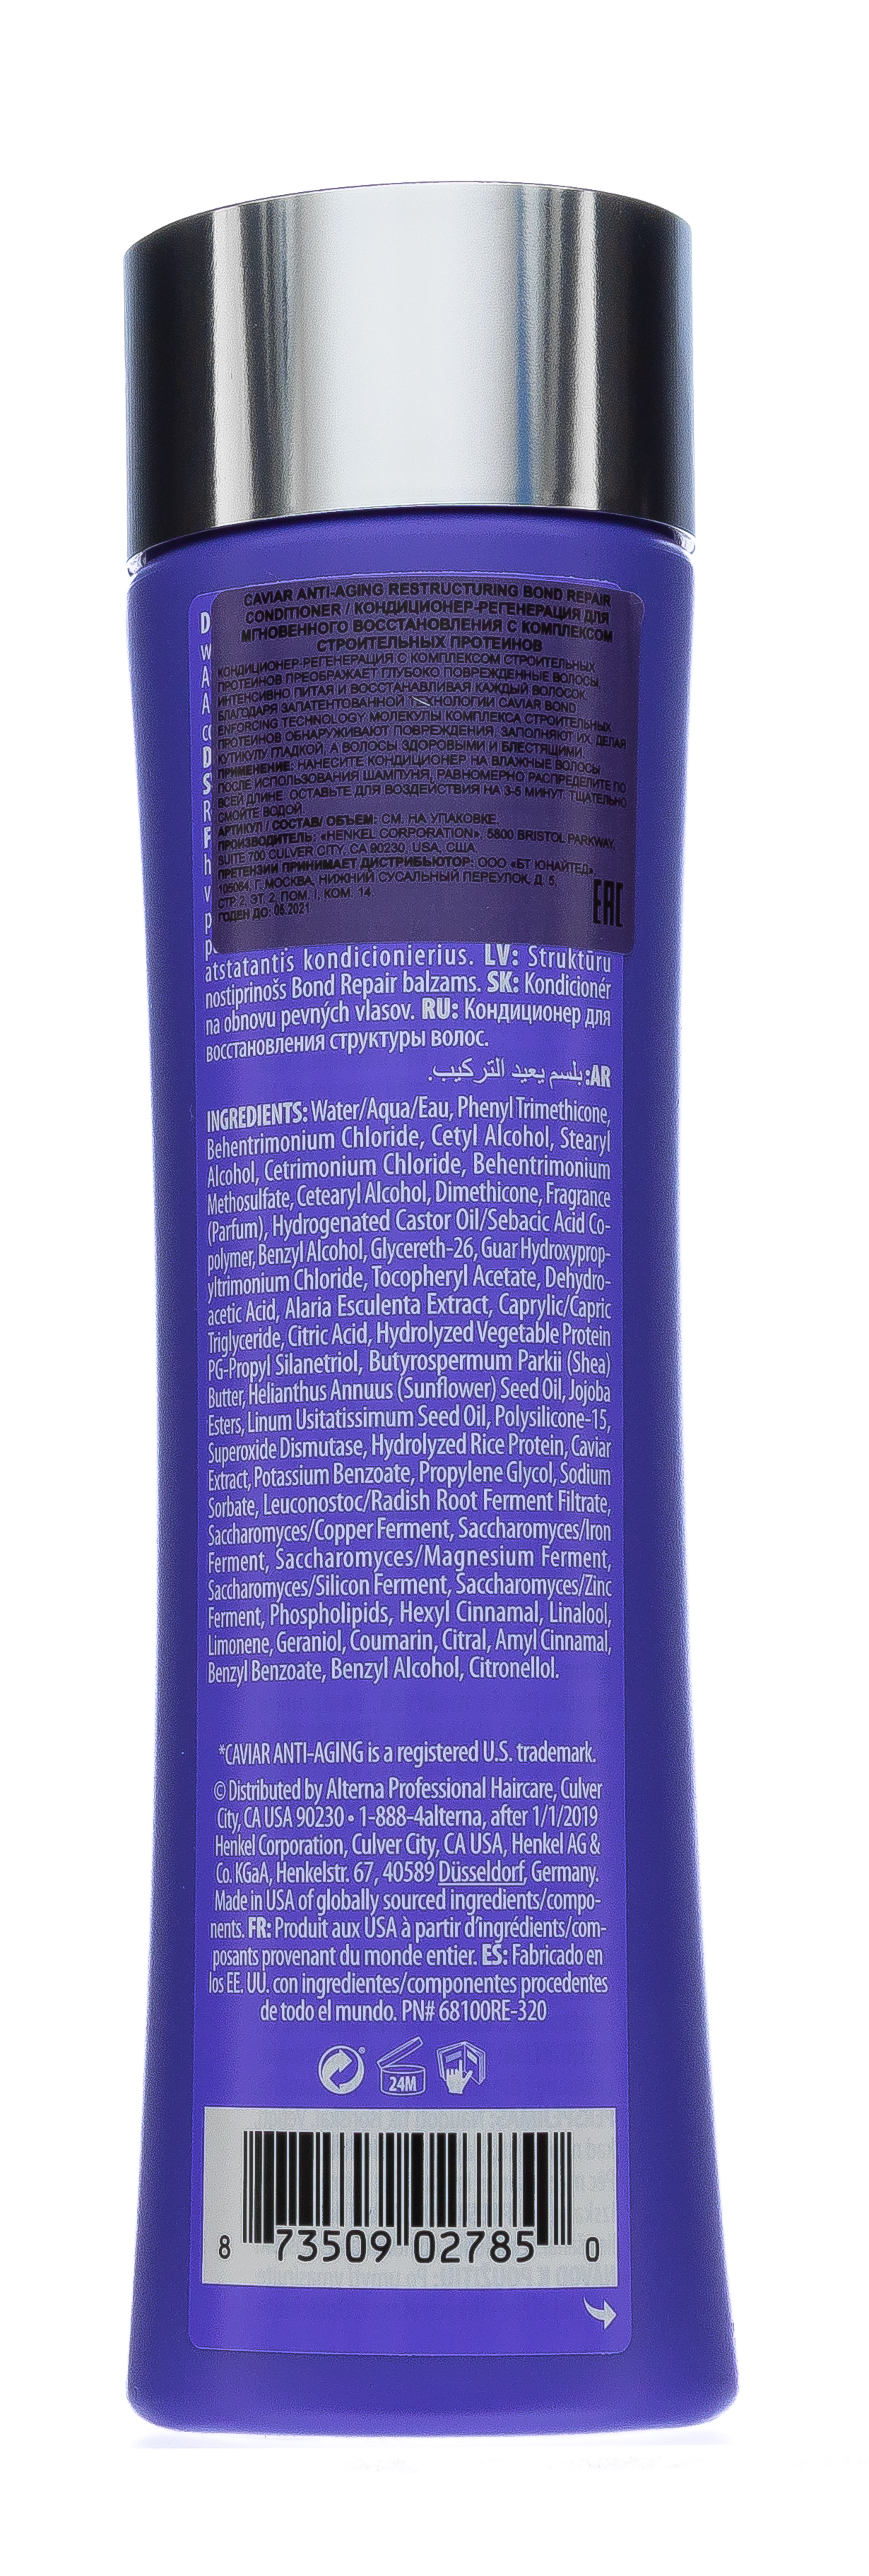 CAVIAR ANTI-AGING RESTRUCTURING BOND REPAIR
CONDITIONER / КОНДИЦИОНЕР-РЕГЕНЕРАЦИЯ ДЛЯ
МГНОВЕННОГО ВОССТАНОВЛЕНИЯ С КОМПЛЕКСОМ
СТРОИТЕЛЬНЫХ ПРОТЕИНОВ
КОНДИЦИОНЕР-РЕГЕНЕРАЦИЯ С КОМПЛЕКСОМ СТРОИТЕЛЬНЫХ
ПРОТЕИНОВ ПРЕОБРАЖАЕТ ГЛУБОКО ПОВРЕЖДЕННЫЕ ВОЛОСЫ,
ИНТЕНСИВНО ПИТАЯ И ВОССТАНАВЛИВАЯ КАЖДЫЙ ВОЛОСОК.
БЛАГОДАРЯ ЗАПАТЕНТОВАННОЙ ТЕХНОЛОГИИ CAVIAR BOND
ENFORCING TECHNOLOGY МОЛЕКУЛЫ КОМПЛЕКСА СТРОИТЕЛЬНЫХ
ПРОТЕИНОВ ОБНАРУЖИВАЮТ ПОВРЕЖДЕНИЯ, ЗАПОЛНЯЮТ ИХ, ДЕЛАЯ
КУТИКУЛУ ГЛАДКОЙ, А ВОЛОСЫ ЗДОРОВЫМИ И БЛЕСТЯЩИМИ.
ПРИМЕНЕНИЕ: НАНЕСИТЕ КОНДИЦИОНЕР НА ВЛАЖНЫЕ ВОЛОСЫ
ПОСЛЕ ИСПОЛЬЗОВАНИЯ ШАМПУНЯ, РАВНОМЕРНО РАСПРЕДЕЛИТЕ ПО
ВСЕЙ ДЛИНЕ. ОСТАВЬТЕ ДЛЯ ВОЗДЕЙСТВИЯ НА 3-5 МИНУТ. ТЩАТЕЛЬНО
СМОЙТЕ ВОДОЙ.
АРТИКУЛ / СОСТАВ/ ОБЪЕМ: СМ. НА УПАКОВКЕ.
ПРОИЗВОДИТЕЛЬ: «HENKEL CORPORATION», 5800 BRISTOL PARKWAY,
SUITE 700 CULVER CITY, CA 90230, USA, США
ПРЕТЕНЗИИ ПРИНИМАЕТ ДИСТРИБЬЮТОР: ООО «БТ ЮНАЙТЕД»,
105064, Г. МОСКВА, НИЖНИЙ СУСАЛЬНЫЙ ПЕРЕУЛОК, Д. 5,
СТР. 2, ЭТ. 2, ПОМ. I, КОМ. 14.
ГОДЕН ДО: 06.2021
EAC
atstatantis kondicionierius. LV: Struktūru
nostiprinošs Bond Repair balzams. SK: Kondicionér
na obnovu pevných vlasov. RU: Кондиционер для
восстановления структуры волос.
AR: بلسم يعيد التركيب.
INGREDIENTS: Water/Aqua/Eau, Phenyl Trimethicone,
Behentrimonium Chloride, Cetyl Alcohol, Stearyl
Alcohol, Cetrimonium Chloride, Behentrimonium
Methosulfate, Cetearyl Alcohol, Dimethicone, Fragrance
(Parfum), Hydrogenated Castor Oil/Sebacic Acid Co-
polymer, Benzyl Alcohol, Glycereth-26, Guar Hydroxyprop-
yltrimonium Chloride, Tocopheryl Acetate, Dehydro-
acetic Acid, Alaria Esculenta Extract, Caprylic/Capric
Triglyceride, Citric Acid, Hydrolyzed Vegetable Protein
PG-Propyl Silanetriol, Butyrospermum Parkii (Shea)
Butter, Helianthus Annuus (Sunflower) Seed Oil, Jojoba
Esters, Linum Usitatissimum Seed Oil, Polysilicone-15,
Superoxide Dismutase, Hydrolyzed Rice Protein, Caviar
Extract, Potassium Benzoate, Propylene Glycol, Sodium
Sorbate, Leuconostoc/Radish Root Ferment Filtrate,
Saccharomyces/Copper Ferment, Saccharomyces/Iron
Ferment, Saccharomyces/Magnesium Ferment,
Saccharomyces/Silicon Ferment, Saccharomyces/Zinc
Ferment, Phospholipids, Hexyl Cinnamal, Linalool,
Limonene, Geraniol, Coumarin, Citral, Amyl Cinnamal,
Benzyl Benzoate, Benzyl Alcohol, Citronellol.
*CAVIAR ANTI-AGING is a registered U.S. trademark.
© Distributed by Alterna Professional Haircare, Culver
City, CA USA 90230 • 1-888-4alterna, after 1/1/2019
Henkel Corporation, Culver City, CA USA, Henkel AG &
Co. KGaA, Henkelstr. 67, 40589 Düsseldorf, Germany.
Made in USA of globally sourced ingredients/compo-
nents. FR: Produit aux USA à partir d'ingrédients/com-
posants provenant du monde entier. ES: Fabricado en
los EE. UU. con ingredientes/componentes procedentes
de todo el mundo. PN# 68100RE-320
24M
8 73509 02785 0